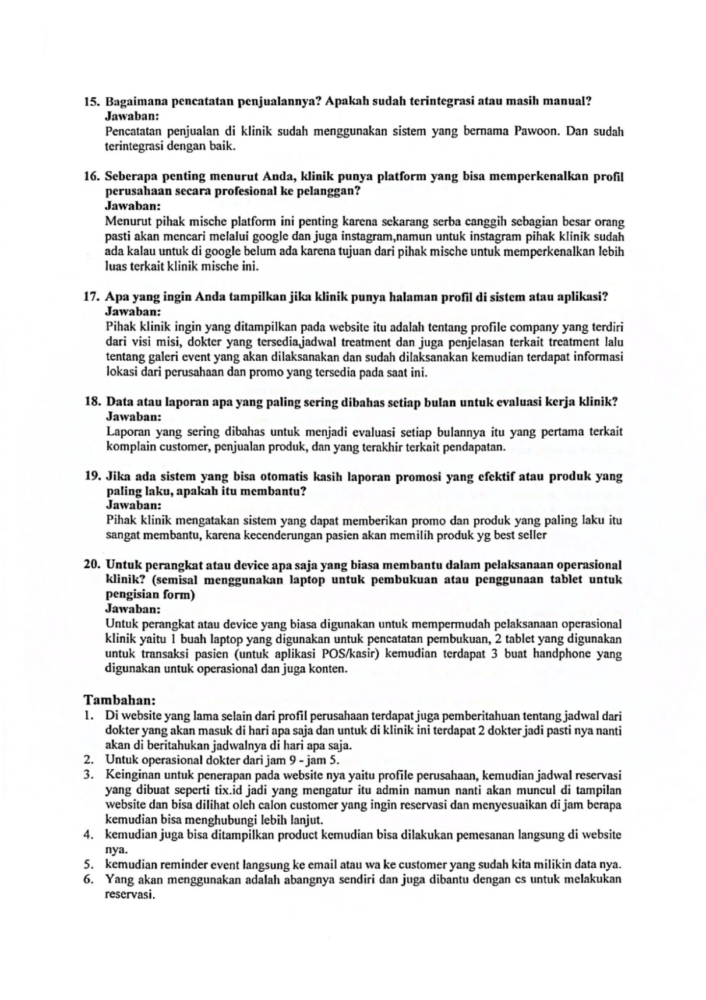 15. Bagaimana pencatatan penjualannya? Apakah sudah terintegrasi atau masih manual?
Jawaban:
Pencatatan penjualan di klinik sudah menggunakan sistem yang bernama Pawoon. Dan sudah
terintegrasi dengan baik.
16. Seberapa penting menurut Anda, klinik punya platform yang bisa memperkenalkan profil
perusahaan secara profesional ke pelanggan?
Jawaban:
Menurut pihak mische platform ini penting karena sekarang serba canggih sebagian besar orang
pasti akan mencari melalui google dan juga instagram,namun untuk instagram pihak klinik sudah
ada kalau untuk di google belum ada karena tujuan dari pihak mische untuk memperkenalkan lebih
luas terkait klinik mische ini.
17. Apa yang ingin Anda tampilkan jika klinik punya halaman profil di sistem atau aplikasi?
Jawaban:
Pihak klinik ingin yang ditampilkan pada website itu adalah tentang profile company yang terdiri
dari visi misi, dokter yang tersedia,jadwal treatment dan juga penjelasan terkait treatment lalu
tentang galeri event yang akan dilaksanakan dan sudah dilaksanakan kemudian terdapat informasi
lokasi dari perusahaan dan promo yang tersedia pada saat ini.
18. Data atau laporan apa yang paling sering dibahas setiap bulan untuk evaluasi kerja klinik?
Jawaban:
Laporan yang sering dibahas untuk menjadi evaluasi setiap bulannya itu yang pertama terkait
komplain customer, penjualan produk, dan yang terakhir terkait pendapatan.
19. Jika ada sistem yang bisa otomatis kasih laporan promosi yang efektif atau produk yang
paling laku, apakah itu membantu?
Jawaban:
Pihak klinik mengatakan sistem yang dapat memberikan promo dan produk yang paling laku itu
sangat membantu, karena kecenderungan pasien akan memilih produk yg best seller
20. Untuk perangkat atau device apa saja yang biasa membantu dalam pelaksanaan operasional
klinik? (semisal menggunakan laptop untuk pembukuan atau penggunaan tablet untuk
pengisian form)
Jawaban:
Untuk perangkat atau device yang biasa digunakan untuk mempermudah pelaksanaan operasional
klinik yaitu 1 buah laptop yang digunakan untuk pencatatan pembukuan, 2 tablet yang digunakan
untuk transaksi pasien (untuk aplikasi POS/kasir) kemudian terdapat 3 buat handphone yang
digunakan untuk operasional dan juga konten.
Tambahan:
1. Di website yang lama selain dari profil perusahaan terdapat juga pemberitahuan tentang jadwal dari
dokter yang akan masuk di hari apa saja dan untuk di klinik ini terdapat 2 dokter jadi pasti nya nanti
akan di beritahukan jadwalnya di hari apa saja.
2. Untuk operasional dokter dari jam 9 - jam 5.
3. Keinginan untuk penerapan pada website nya yaitu profile perusahaan, kemudian jadwal reservasi
yang dibuat seperti tix.id jadi yang mengatur itu admin namun nanti akan muncul di tampilan
website dan bisa dilihat oleh calon customer yang ingin reservasi dan menyesuaikan di jam berapa
kemudian bisa menghubungi lebih lanjut.
4. kemudian juga bisa ditampilkan product kemudian bisa dilakukan pemesanan langsung di website
nya.
5. kemudian reminder event langsung ke email atau wa ke customer yang sudah kita milikin data nya.
6. Yang akan menggunakan adalah abangnya sendiri dan juga dibantu dengan cs untuk melakukan
reservasi.